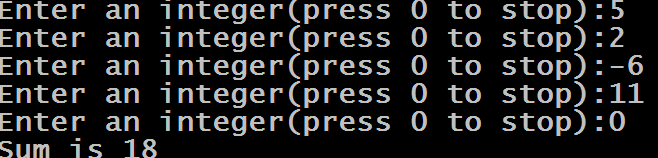 Enter an integer(press 0 to stop):5
Enter an integer(press 0 to stop):2
Enter an integer(press 0 to stop):-6
Enter an integer(press 0 to stop):11
Enter an integer(press 0 to stop):0
Sum is 18